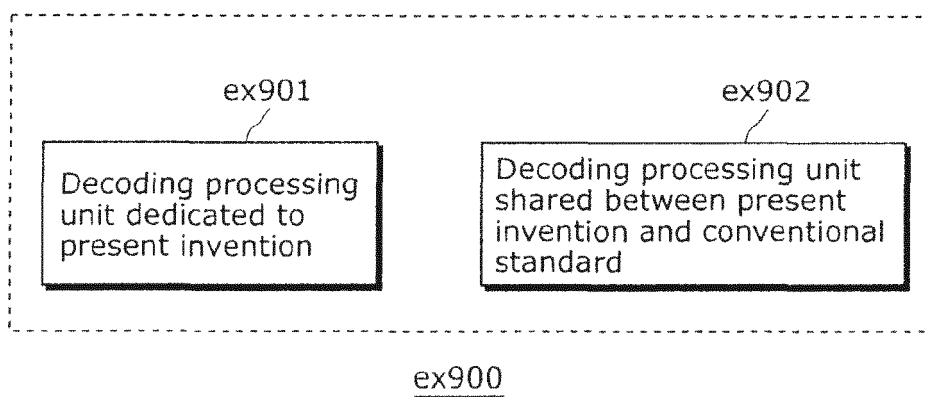 ex901
ex902
Decoding processing
unit dedicated to
present invention
Decoding processing unit
shared between present
invention and conventional
standard
ex900